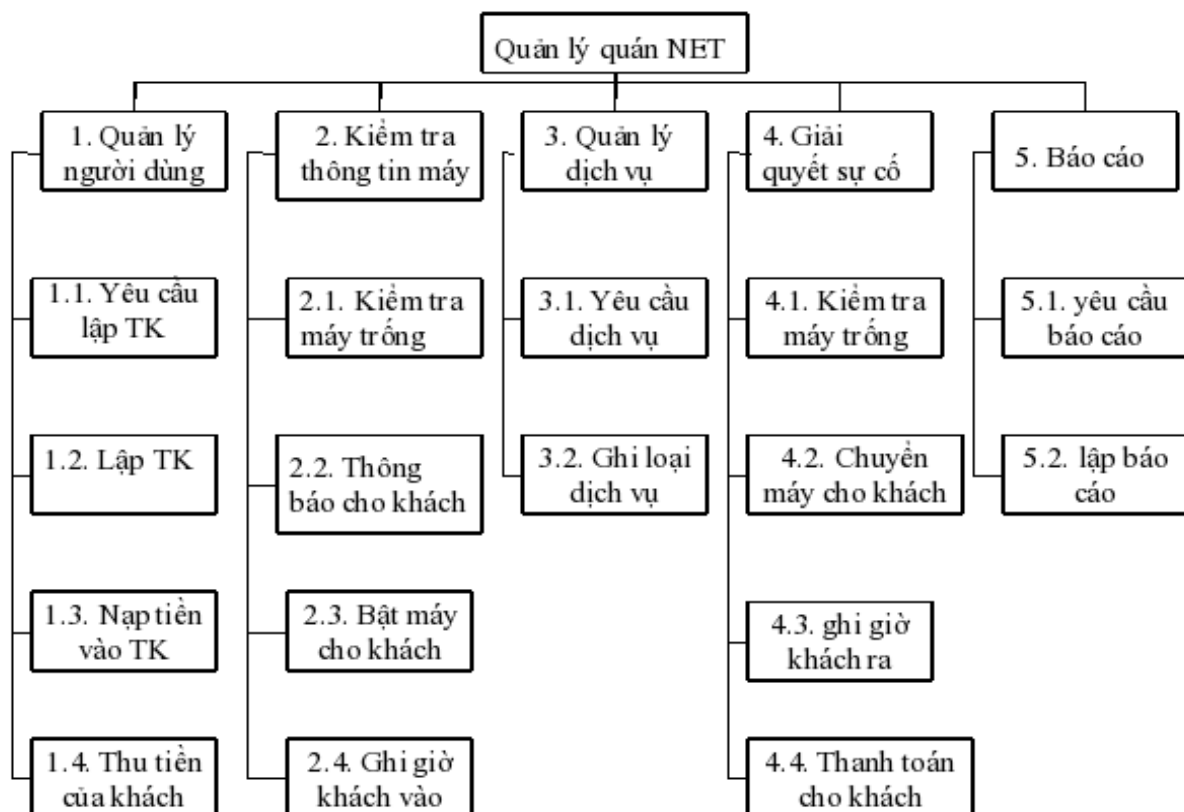 Quản lý quán NET
1. Quản lý
người dùng
2. Kiểm tra
thông tin máy
3. Quản lý
dịch vụ
4. Giải
quyết sự cố
5. Báo cáo
1.1. Yêu cầu
lập TK
2.1. Kiểm tra
máy trống
3.1. Yêu cầu
dịch vụ
4.1. Kiểm tra
máy trống
5.1. yêu cầu
báo cáo
1.2. Lập TK
2.2. Thông
báo cho khách
3.2. Ghi loại
dịch vụ
4.2. Chuyển
máy cho khách
5.2. lập báo
cáo
1.3. Nạp tiền
vào TK
2.3. Bật máy
cho khách
4.3. ghi giờ
khách ra
1.4. Thu tiền
của khách
2.4. Ghi giờ
khách vào
4.4. Thanh toán
cho khách